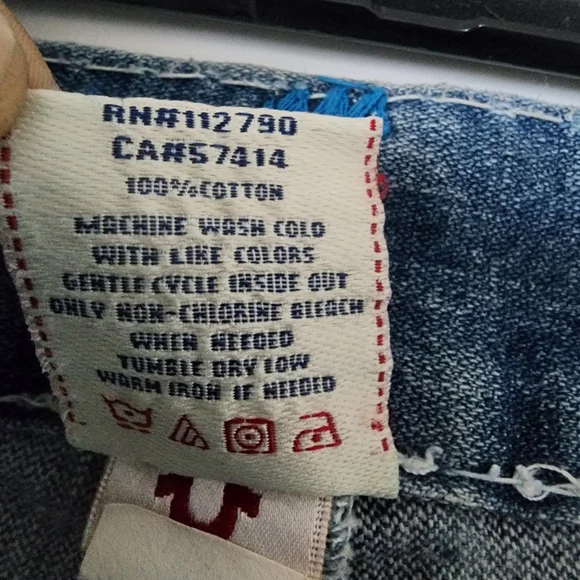 RN#112790
CA#57414
100%COTTON
MACHINE WASH COLD
WITH LIKE COLORS
GENTLE CYCLE INSIDE OUT
ONLY NON-CHLORINE BLEACH
WHEN NEEDED
TUMBLE DRY LOW
WARM IRON IF NEEDED